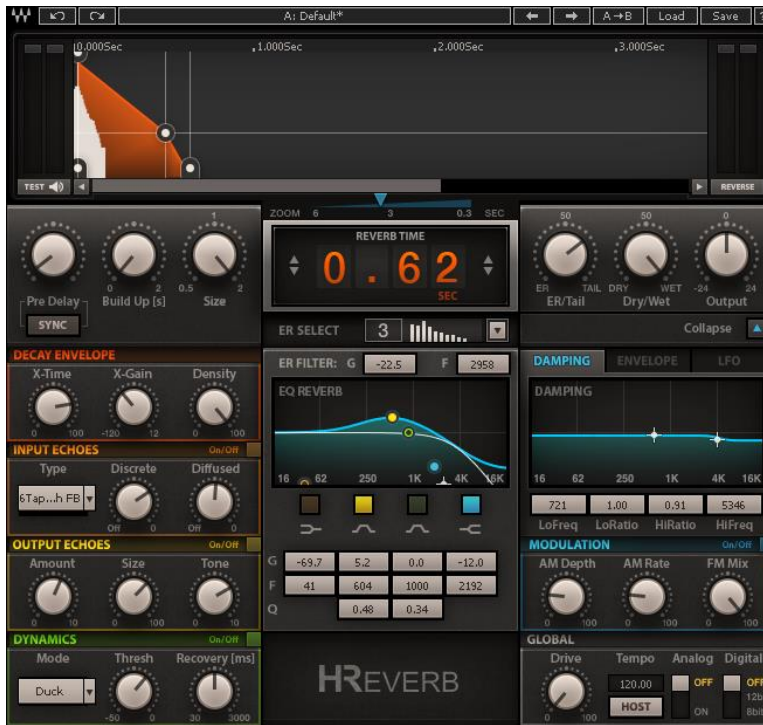 A: Default*
A→B Load Save
0.000Sec 1.000Sec 2.000Sec 3.000Sec
TEST REVERSE
ZOOM 6 3 0.3 SEC
REVERB TIME
0.62
SEC
1
0 2 0.5 2
Pre Delay Build Up [s] Size
SYNC
50 50 0
ER TAIL DRY WET -24 24
ER/Tail Dry/Wet Output
ER SELECT 3
Collapse
DECAY ENVELOPE
X-Time X-Gain Density
0 100 -120 12 0 100
INPUT ECHOES On/Off
Type Discrete Diffused
6Tap...h FB
Off 0 Off 0
OUTPUT ECHOES On/Off
Amount Size Tone
0 10 0 100 0 100
DYNAMICS On/Off
Mode Thresh Recovery [ms]
Duck
-50 0 30 3000
ER FILTER: G -22.5 F 2958
EQ REVERB
16 62 250 1K 4K 16K
G -69.7 5.2 0.0 -12.0
F 41 604 1000 2192
Q 0.48 0.34
HREVERB
DAMPING ENVELOPE LFO
DAMPING
16 62 250 1K 4K 16K
721 1.00 0.91 5346
LoFreq LoRatio HiRatio HiFreq
MODULATION On/Off
AM Depth AM Rate FM Mix
0 100 0 100 0 100
GLOBAL
Drive Tempo Analog Digital
120.00 OFF OFF
12b
HOST ON 8bit
0 100